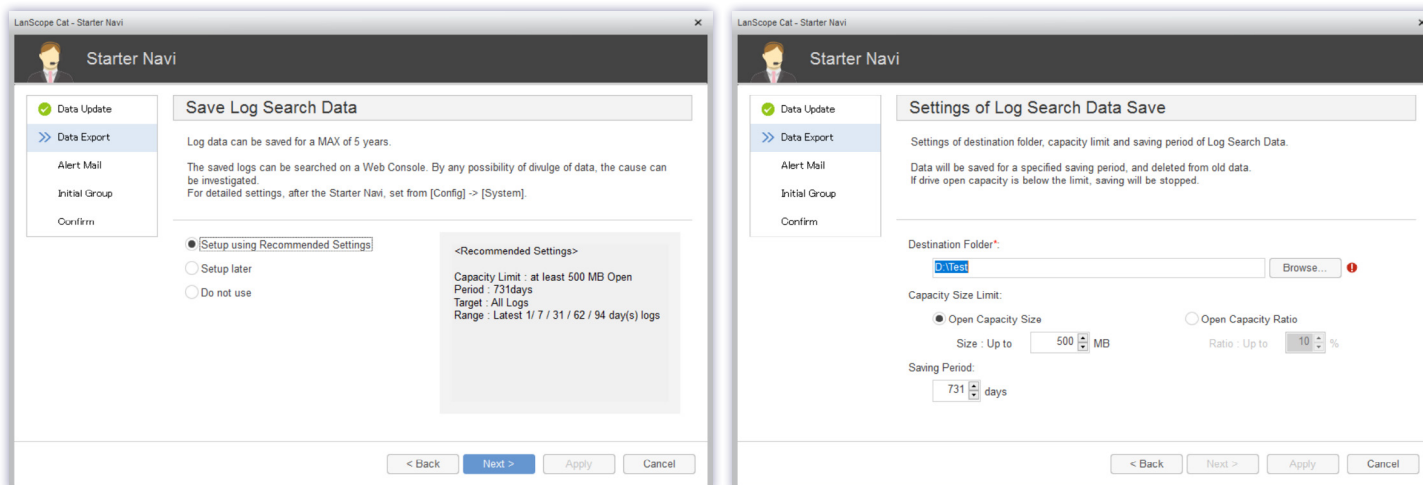 LanScope Cat - Starter Navi
Starter Navi
Data Update
Data Export
Alert Mail
Initial Group
Confirm
Save Log Search Data
Log data can be saved for a MAX of 5 years.
The saved logs can be searched on a Web Console. By any possibility of divulge of data, the cause can
be investigated.
For detailed settings, after the Starter Navi, set from [Config] -> [System].
Setup using Recommended Settings
Setup later
Do not use
<Recommended Settings>
Capacity Limit : at least 500 MB Open
Period : 731days
Target : All Logs
Range : Latest 1/ 7 / 31 / 62 / 94 day(s) logs
< Back
Next >
Apply
Cancel
LanScope Cat - Starter Navi
Starter Navi
Data Update
Data Export
Alert Mail
Initial Group
Confirm
Settings of Log Search Data Save
Settings of destination folder, capacity limit and saving period of Log Search Data.
Data will be saved for a specified saving period, and deleted from old data.
If drive open capacity is below the limit, saving will be stopped.
Destination Folder*:
D:\Test
Browse...
Capacity Size Limit:
Open Capacity Size
Open Capacity Ratio
Size : Up to 500 MB
Ratio : Up to 10 %
Saving Period:
731 days
< Back
Next >
Apply
Cancel